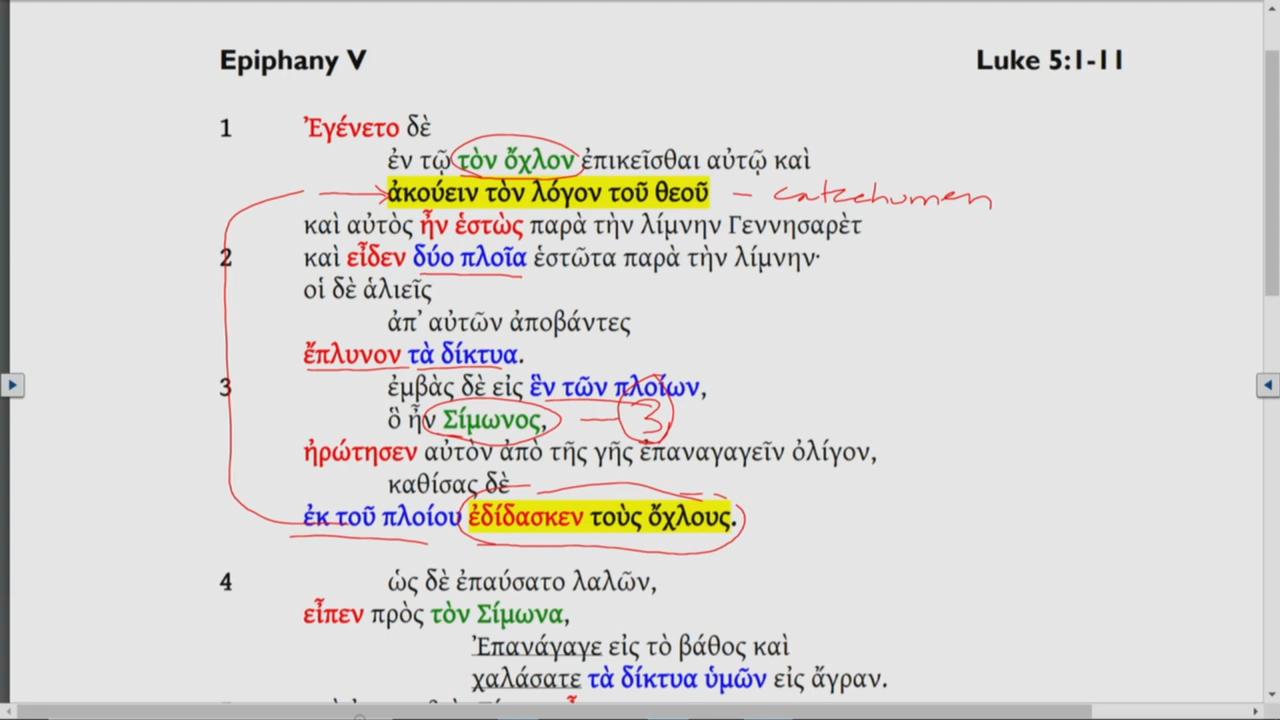 Epiphany V Luke 5:1-11
1 Ἐγένετο δὲ
ἐν τῷ τὸν ὄχλον ἐπικεῖσθαι αὐτῷ καὶ
ἀκούειν τὸν λόγον τοῦ θεοῦ – catechumen
καὶ αὐτὸς ἦν ἑστὼς παρὰ τὴν λίμνην Γεννησαρὲτ
2 καὶ εἶδεν δύο πλοῖα ἑστῶτα παρὰ τὴν λίμνην·
οἱ δὲ ἁλιεῖς
ἀπ’ αὐτῶν ἀποβάντες
ἔπλυνον τὰ δίκτυα.
3 ἐμβὰς δὲ εἰς ἓν τῶν πλοίων,
ὃ ἦν Σίμωνος, – 3
ἠρώτησεν αὐτὸν ἀπὸ τῆς γῆς ἐπαναγαγεῖν ὀλίγον,
καθίσας δὲ
ἐκ τοῦ πλοίου ἐδίδασκεν τοὺς ὄχλους.
4 ὡς δὲ ἐπαύσατο λαλῶν,
εἶπεν πρὸς τὸν Σίμωνα,
Ἐπανάγαγε εἰς τὸ βάθος καὶ
χαλάσατε τὰ δίκτυα ὑμῶν εἰς ἄγραν.